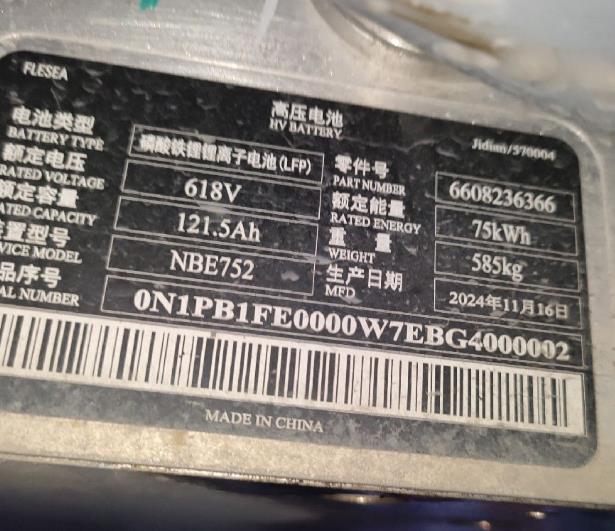 FLESEA
高压电池
HV BATTERY
Jidian/570004
电池类型
BATTERY TYPE
磷酸铁锂锂离子电池(LFP)
零件号
PART NUMBER
6608236366
额定电压
RATED VOLTAGE
618V
额定能量
RATED ENERGY
75kWh
额定容量
RATED CAPACITY
121.5Ah
重 量
WEIGHT
585kg
置型号
VICE MODEL
NBE752
生产日期
MFD
2024年11月16日
品序号
AL NUMBER
0N1PB1FE0000W7EBG4000002
MADE IN CHINA